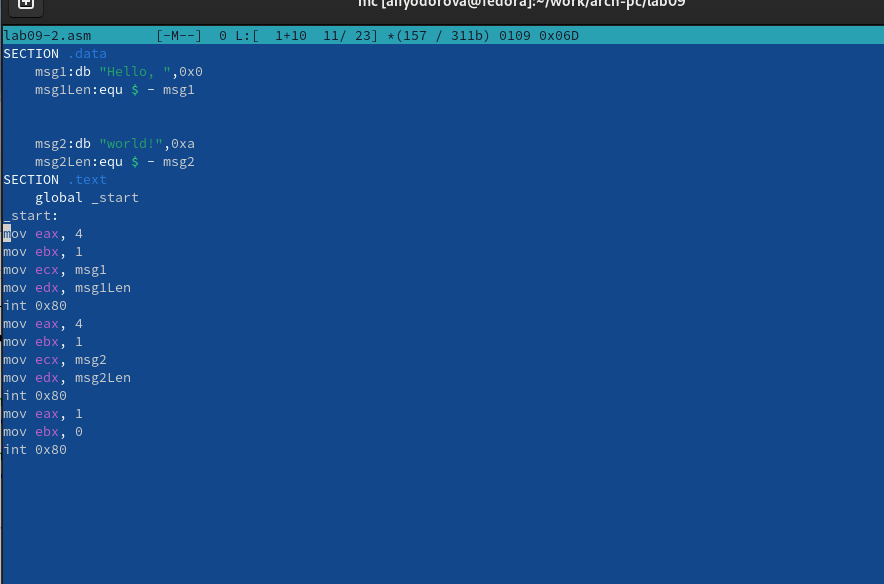 mc [allyodorova@fedora]:~/work/arch-pc/lab09
lab09-2.asm        [-M--]  0 L:[  1+10  11/ 23] *(157 / 311b) 0109 0x06D
SECTION .data
    msg1:db "Hello, ",0x0
    msg1Len:equ $ - msg1
    msg2:db "world!",0xa
    msg2Len:equ $ - msg2
SECTION .text
    global _start
_start:
mov eax, 4
mov ebx, 1
mov ecx, msg1
mov edx, msg1Len
int 0x80
mov eax, 4
mov ebx, 1
mov ecx, msg2
mov edx, msg2Len
int 0x80
mov eax, 1
mov ebx, 0
int 0x80